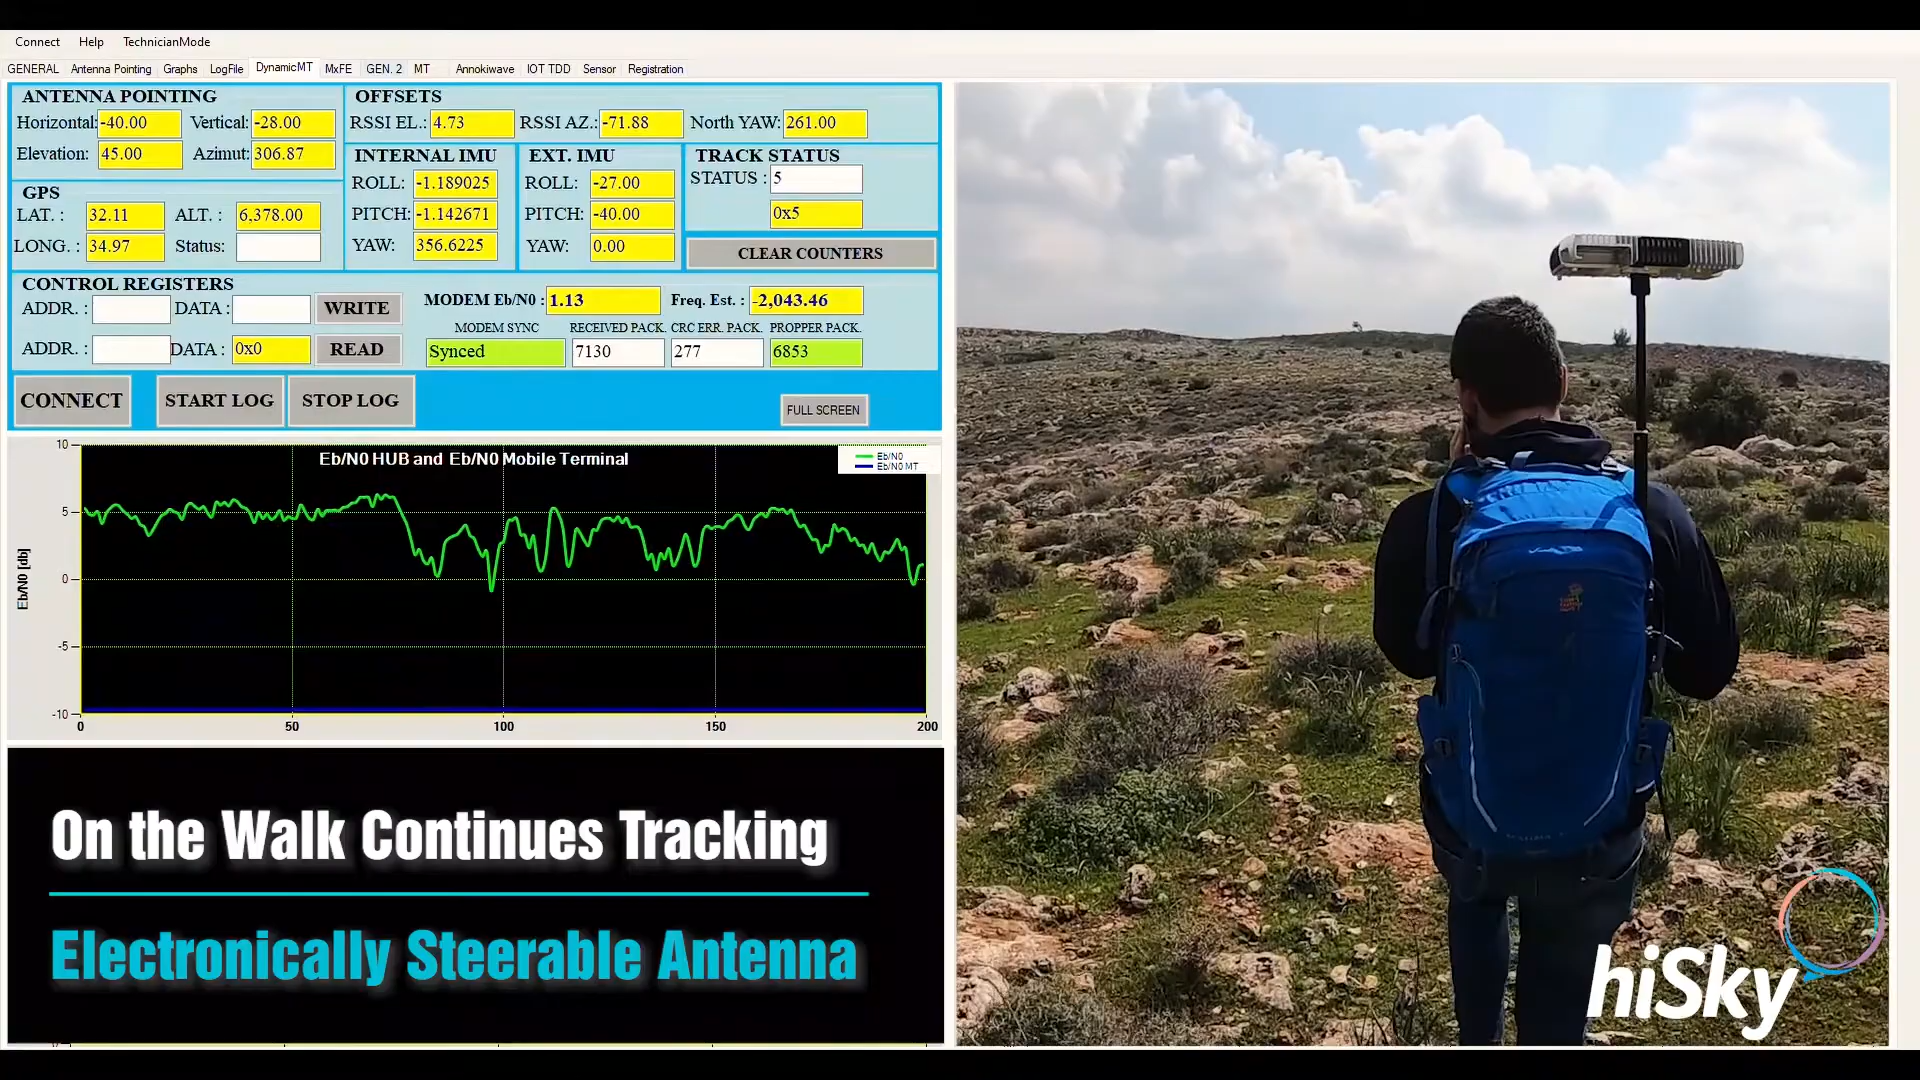 Connect Help TechnicianMode
GENERAL Antenna Pointing Graphs LogFile DynamicMT MxFE GEN. 2 MT Annokiwave IOT TDD Sensor Registration
ANTENNA POINTING
Horizontal: -40.00 Vertical: -28.00
Elevation: 45.00 Azimut: 306.87
OFFSETS
RSSI EL.: 4.73 RSSI AZ.: -71.88 North YAW: 261.00
GPS
LAT. : 32.11 ALT. : 6,378.00
LONG. : 34.97 Status:
INTERNAL IMU
ROLL: -1.189025
PITCH: -1.142671
YAW: 356.6225
EXT. IMU
ROLL: -27.00
PITCH: -40.00
YAW: 0.00
TRACK STATUS
STATUS : 5
0x5
CLEAR COUNTERS
CONTROL REGISTERS
ADDR. : DATA : WRITE
ADDR. : DATA : 0x0 READ
MODEM Eb/N0 : 1.13 Freq. Est. : -2,043.46
MODEM SYNC RECEIVED PACK. CRC ERR. PACK. PROPPER PACK.
Synced 7130 277 6853
CONNECT START LOG STOP LOG FULL SCREEN
Eb/N0 HUB and Eb/N0 Mobile Terminal
Eb/N0
Eb/N0 MT
Eb/N0 [db]
10
5
0
-5
-10
0 50 100 150 200
On the Walk Continues Tracking
Electronically Steerable Antenna
hiSky